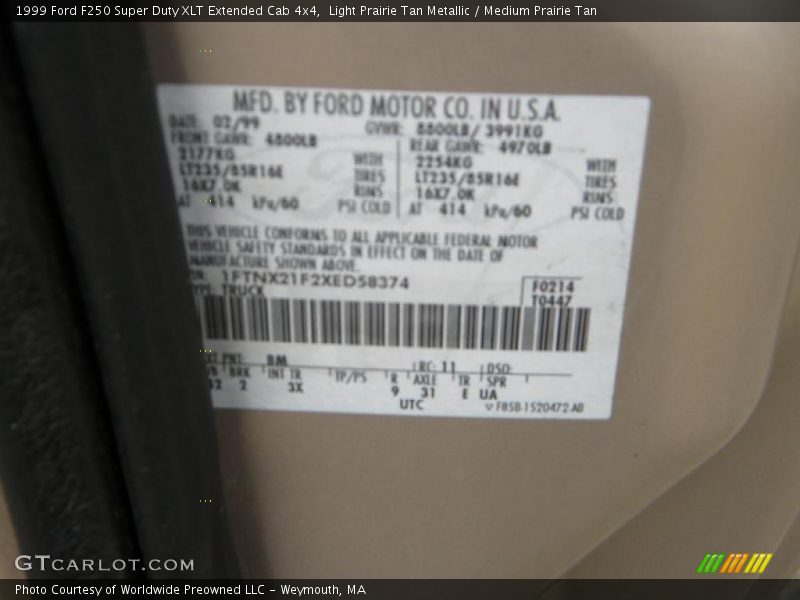 1999 Ford F250 Super Duty XLT Extended Cab 4x4, Light Prairie Tan Metallic / Medium Prairie Tan
MFD. BY FORD MOTOR CO. IN U.S.A.
DATE: 02/99 GVWR: 8800LB/ 3991KG
FRONT GAWR: 4800LB REAR GAWR: 4970LB
2177KG WITH 2254KG WITH
LT235/85R16E TIRES LT235/85R16E TIRES
16X7.0K RIMS 16X7.0K RIMS
AT 414 kPa/60 PSI COLD AT 414 kPa/60 PSI COLD
THIS VEHICLE CONFORMS TO ALL APPLICABLE FEDERAL MOTOR
VEHICLE SAFETY STANDARDS IN EFFECT ON THE DATE OF
MANUFACTURE SHOWN ABOVE.
1FTNX21F2XED58374 F0214
TRUCK T0447
PNT: BM RC: 11 DSO:
BRK INT TR TP/PS R AXLE TR SPR
2 3X 9 31 E UA
UTC F85B-1520472-AB
GTCARLOT.COM
Photo Courtesy of Worldwide Preowned LLC - Weymouth, MA